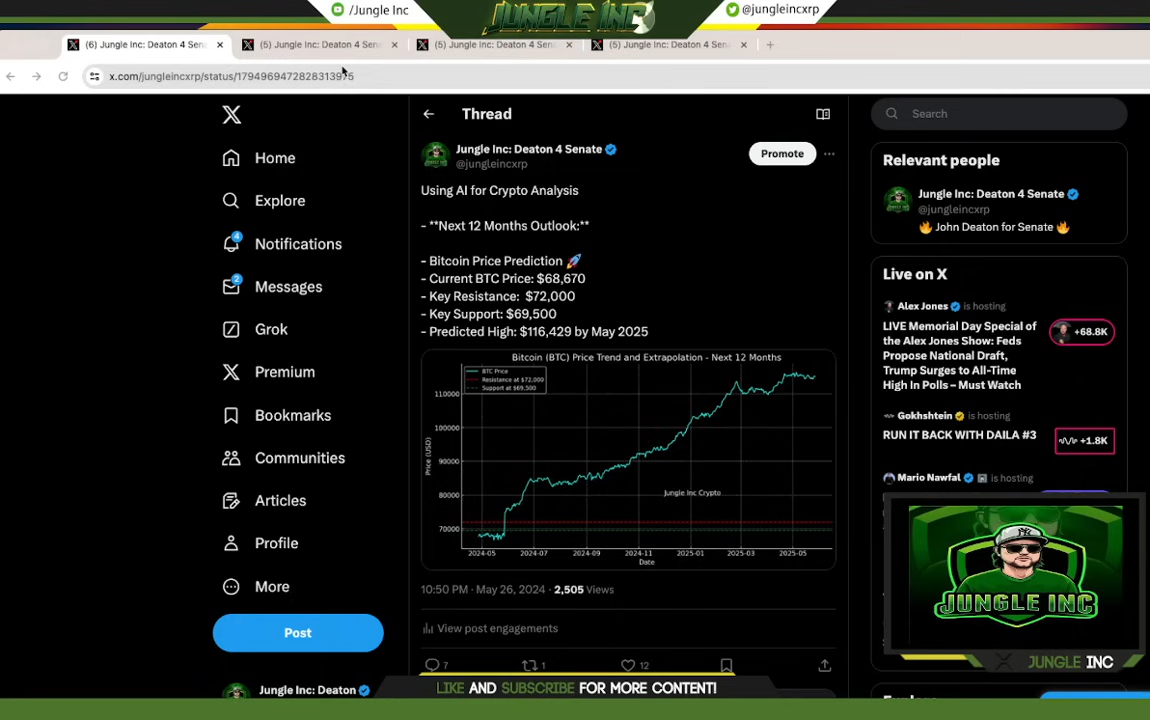 /Jungle Inc
JUNGLE INC
@jungleincxrp
(6) Jungle Inc: Deaton 4 Sena
(5) Jungle Inc: Deaton 4 Sena
(5) Jungle Inc: Deaton 4 Sena
(5) Jungle Inc: Deaton 4 Sena
x.com/jungleincxrp/status/1794969472828313975
Home
Explore
4
Notifications
2
Messages
Grok
Premium
Bookmarks
Communities
Articles
Profile
More
Post
Jungle Inc: Deaton
Thread
Jungle Inc: Deaton 4 Senate
@jungleincxrp
Promote
Using AI for Crypto Analysis
- **Next 12 Months Outlook:**
- Bitcoin Price Prediction 🚀
- Current BTC Price: $68,670
- Key Resistance: $72,000
- Key Support: $69,500
- Predicted High: $116,429 by May 2025
Bitcoin (BTC) Price Trend and Extrapolation - Next 12 Months
BTC Price
Resistance at $72,000
Support at $69,500
Price (USD)
110000
100000
90000
80000
70000
Jungle Inc Crypto
2024-05 2024-07 2024-09 2024-11 2025-01 2025-03 2025-05
Date
10:50 PM · May 26, 2024 · 2,505 Views
View post engagements
7 1 12
Search
Relevant people
Jungle Inc: Deaton 4 Senate
@jungleincxrp
🔥 John Deaton for Senate 🔥
Live on X
Alex Jones is hosting
LIVE Memorial Day Special of
the Alex Jones Show: Feds
Propose National Draft,
Trump Surges to All-Time
High In Polls – Must Watch
+68.8K
Gokhshtein is hosting
RUN IT BACK WITH DAILA #3
+1.8K
Mario Nawfal is hosting
JUNGLE INC
JUNGLE INC
LIKE AND SUBSCRIBE FOR MORE CONTENT!